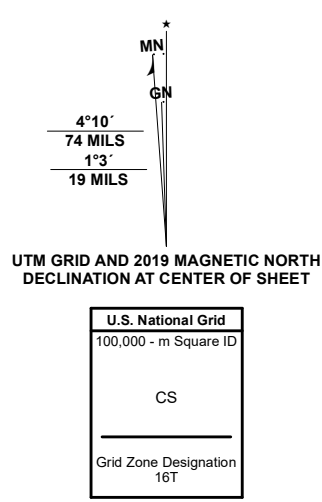 MN
GN
4°10´
74 MILS
1°3´
19 MILS
UTM GRID AND 2019 MAGNETIC NORTH
DECLINATION AT CENTER OF SHEET
U.S. National Grid
100,000 - m Square ID
CS
Grid Zone Designation
16T